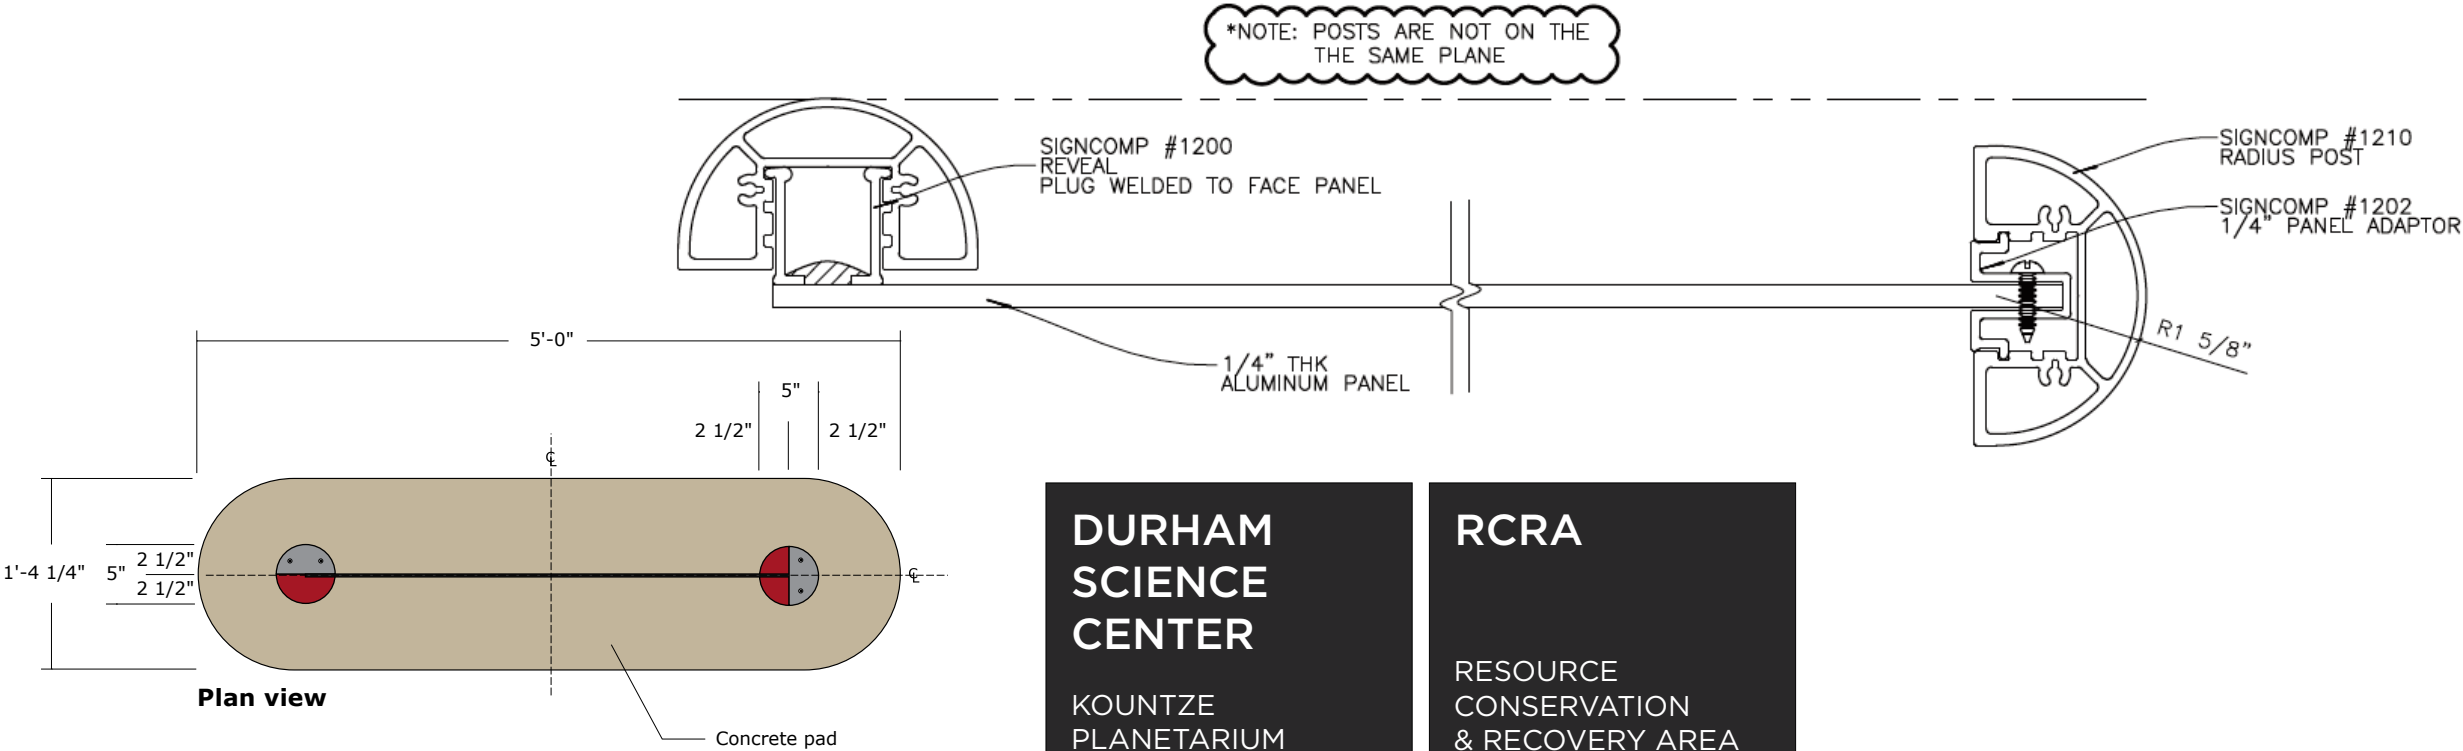 *NOTE: POSTS ARE NOT ON THE
THE SAME PLANE
SIGNCOMP #1200
REVEAL
PLUG WELDED TO FACE PANEL
SIGNCOMP #1210
RADIUS POST
SIGNCOMP #1202
1/4" PANEL ADAPTOR
R1 5/8"
1/4" THK
ALUMINUM PANEL
5'-0"
5"
2 1/2"
2 1/2"
℄
1'-4 1/4"
5"
2 1/2"
2 1/2"
℄
Plan view
Concrete pad
DURHAM
SCIENCE
CENTER
KOUNTZE
PLANETARIUM
RCRA
RESOURCE
CONSERVATION
& RECOVERY AREA